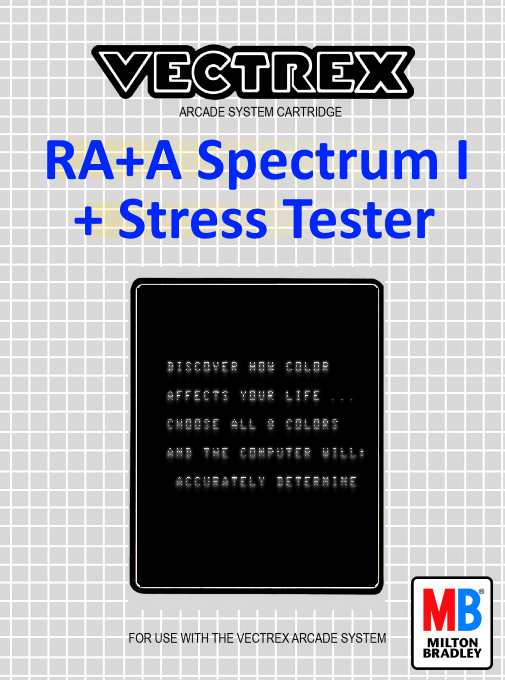 VECTREX
ARCADE SYSTEM CARTRIDGE
RA+A Spectrum I
+ Stress Tester
DISCOVER HOW COLOR
AFFECTS YOUR LIFE ...
CHOOSE ALL 8 COLORS
AND THE COMPUTER WILL:
ACCURATELY DETERMINE
MB®
MILTON
BRADLEY
FOR USE WITH THE VECTREX ARCADE SYSTEM